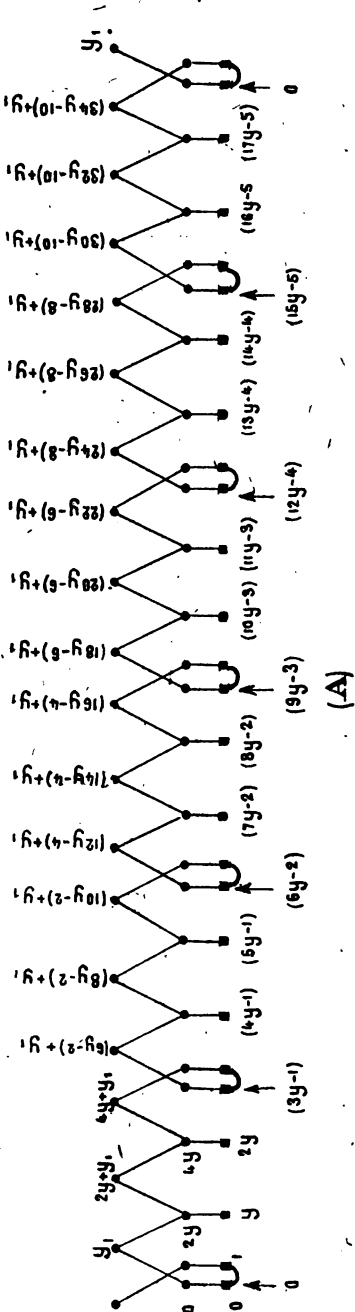 y₁ 2y+y₁ 4y+y₁ (6y-2)+y₁ (8y-2)+y₁ (10y-2)+y₁ (12y-4)+y₁ (14y-4)+y₁ (16y-4)+y₁ (18y-6)+y₁ (20y-6)+y₁ (22y-6)+y₁ (24y-8)+y₁ (26y-8)+y₁ (28y-8)+y₁ (30y-10)+y₁ (32y-10)+y₁ (34y-10)+y₁ y₁
0 2y 4y
0 1 y 2y (4y-1) (5y-1) (7y-2) (8y-2) (10y-3) (11y-3) (13y-4) (14y-4) (16y-5 (17y-5)
0 (3y-1) (6y-2) (9y-3) (12y-4) (15y-5) 0
(A)